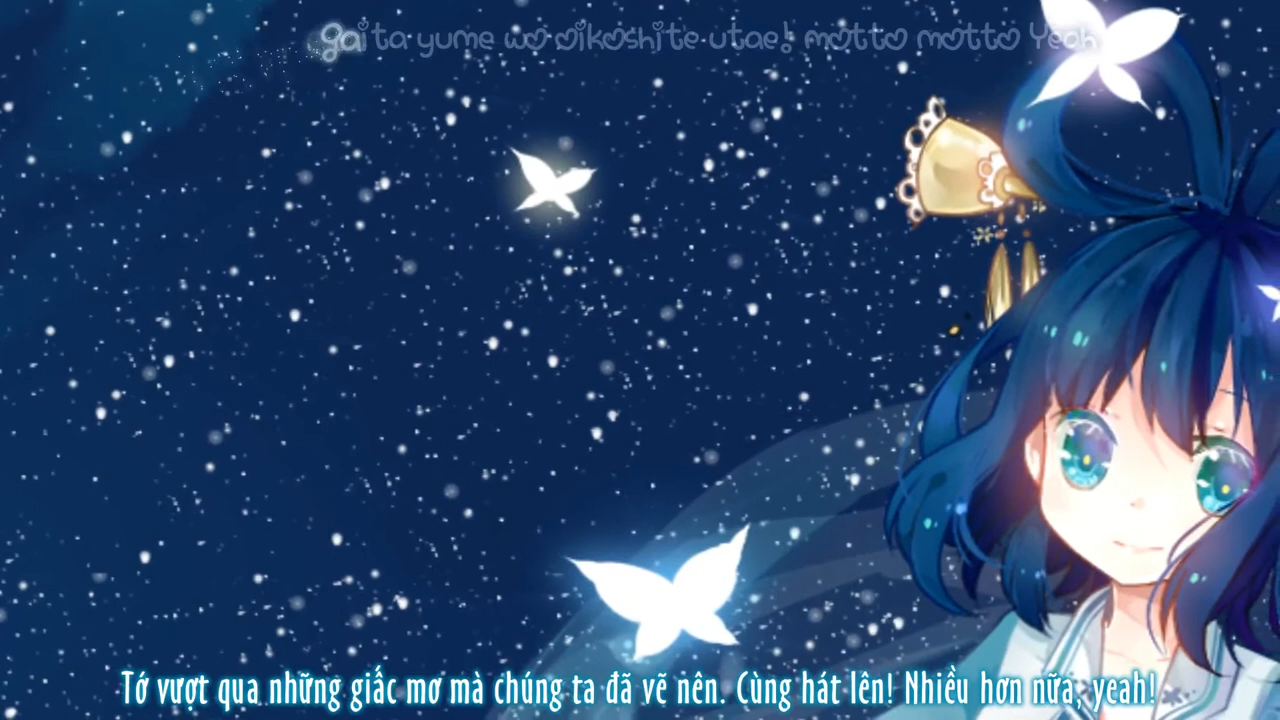 gaita yume wo oikoshite utae! motto motto Yeah
Tớ vượt qua những giấc mơ mà chúng ta đã vẽ nên. Cùng hát lên! Nhiều hơn nữa, yeah!